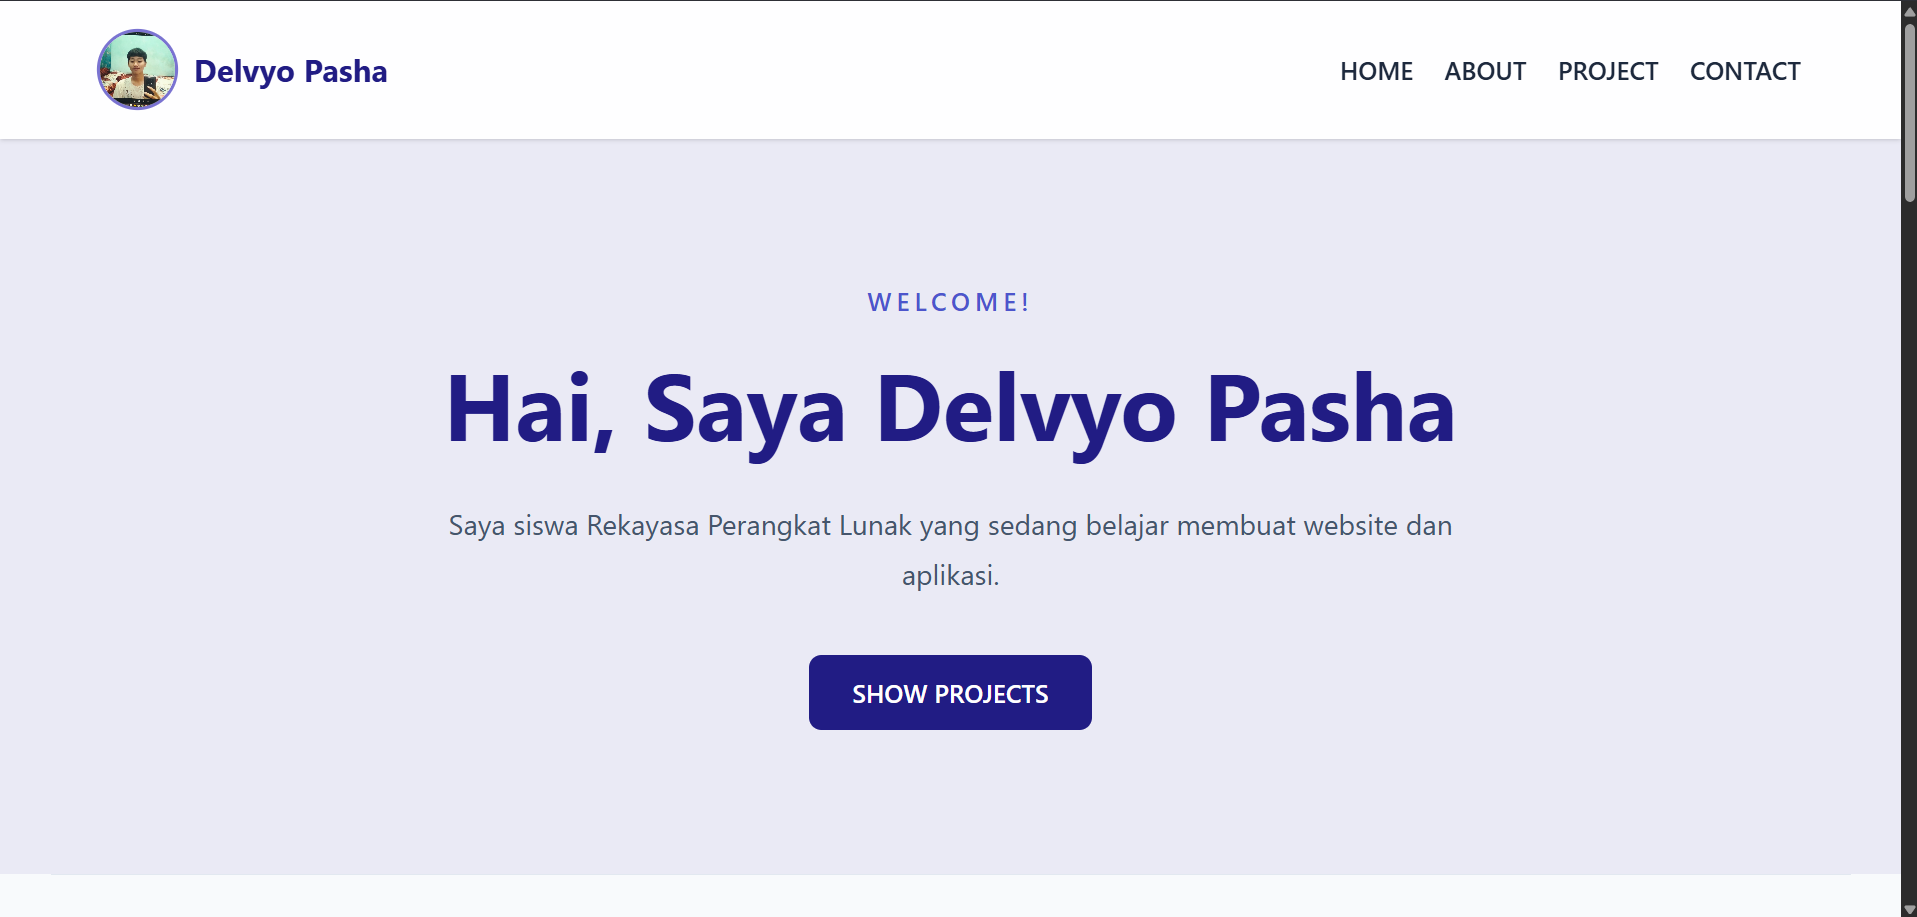 Delvyo Pasha
HOME ABOUT PROJECT CONTACT
WELCOME!
Hai, Saya Delvyo Pasha
Saya siswa Rekayasa Perangkat Lunak yang sedang belajar membuat website dan
aplikasi.
SHOW PROJECTS